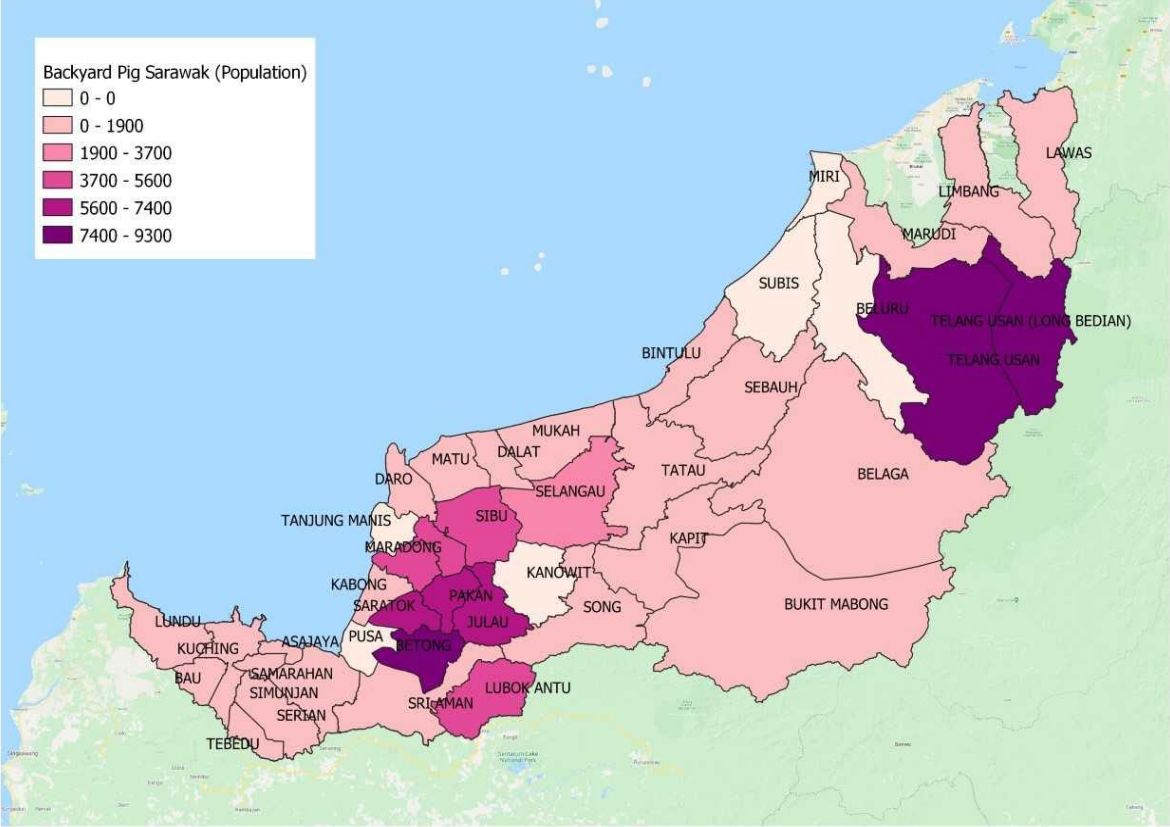 Backyard Pig Sarawak (Population)
0 - 0
0 - 1900
1900 - 3700
3700 - 5600
5600 - 7400
7400 - 9300
LAWAS
MIRI
LIMBANG
MARUDI
SUBIS
BELURU
TELANG USAN (LONG BEDIAN)
BINTULU
TELANG USAN
SEBAUH
MUKAH
DALAT
MATU
TATAU
BELAGA
DARO
SELANGAU
SIBU
TANJUNG MANIS
KAPIT
MARADONG
KANOWIT
KABONG
PAKAN
SARATOK
SONG
BUKIT MABONG
LUNDU
JULAU
PUSA
ASAJAYA
BETONG
KUCHING
SAMARAHAN
BAU
SIMUNJAN
LUBOK ANTU
SRI AMAN
SERIAN
TEBEDU